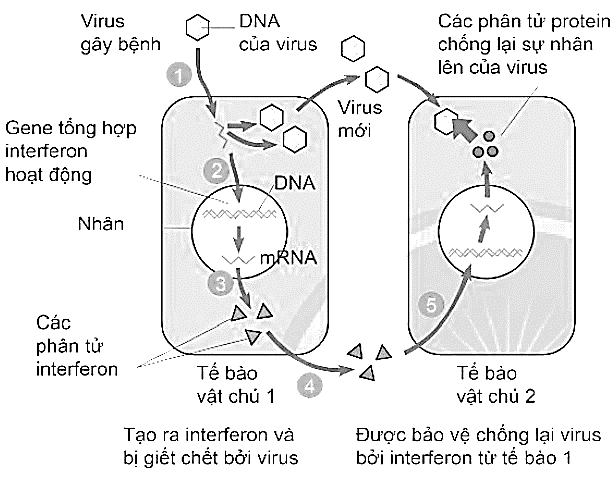 Virus
gây bệnh
DNA
của virus
Các phân tử protein
chống lại sự nhân
lên của virus
1
Virus
mới
Gene tổng hợp
interferon
hoạt động
2
DNA
Nhân
mRNA
3
5
Các
phân tử
interferon
4
Tế bào
vật chủ 1
Tế bào
vật chủ 2
Tạo ra interferon và
bị giết chết bởi virus
Được bảo vệ chống lại virus
bởi interferon từ tế bào 1